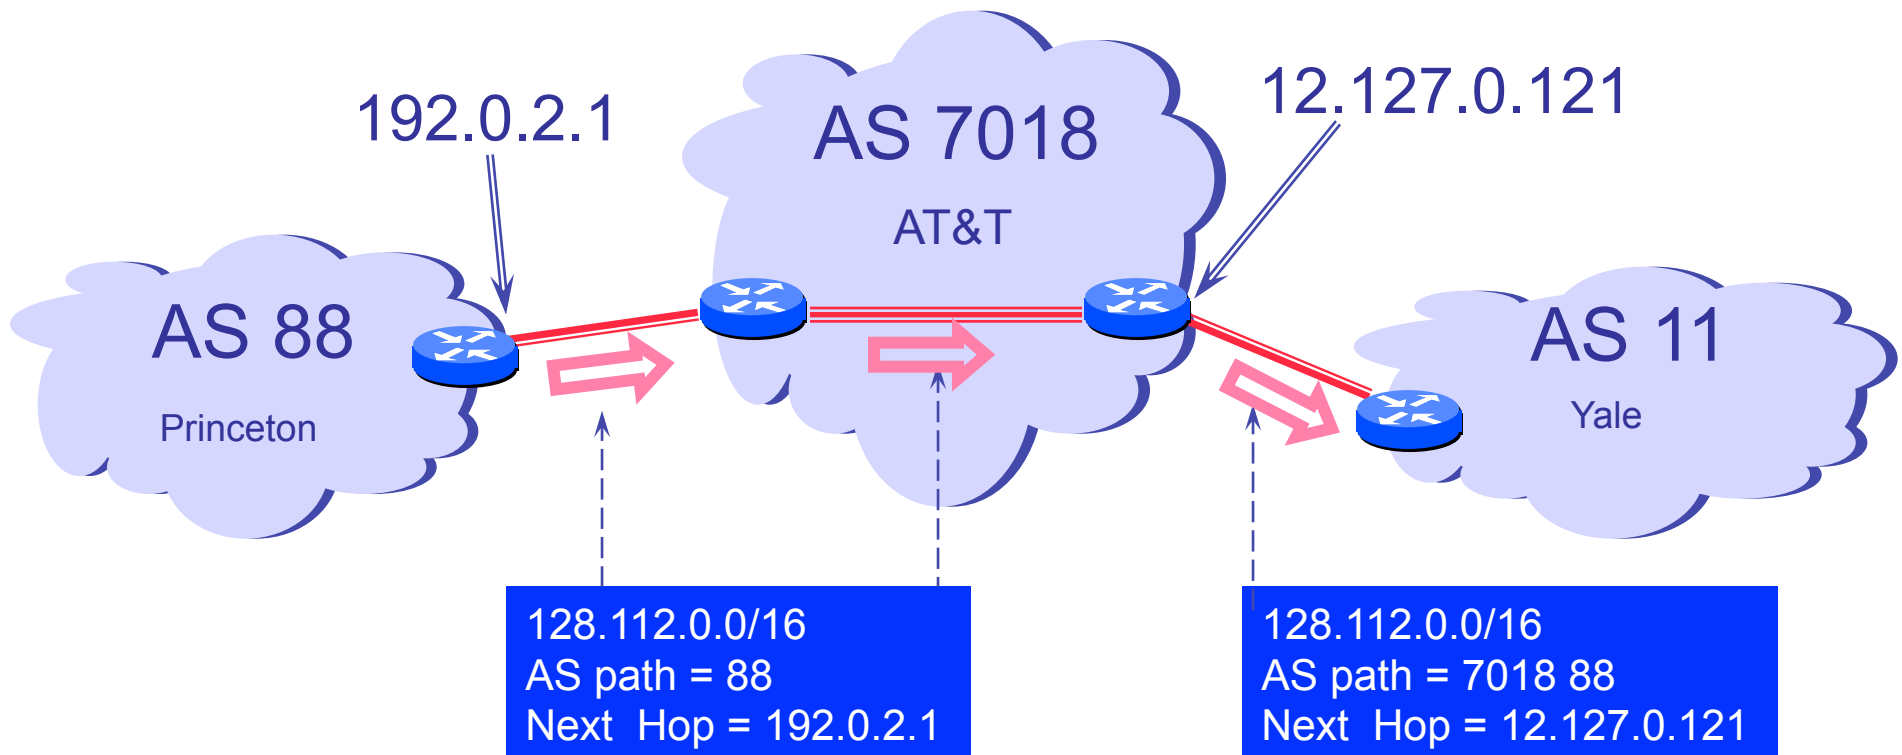 192.0.2.1
AS 7018
AT&T
12.127.0.121
AS 88
Princeton
AS 11
Yale
128.112.0.0/16
AS path = 88
Next Hop = 192.0.2.1
128.112.0.0/16
AS path = 7018 88
Next Hop = 12.127.0.121